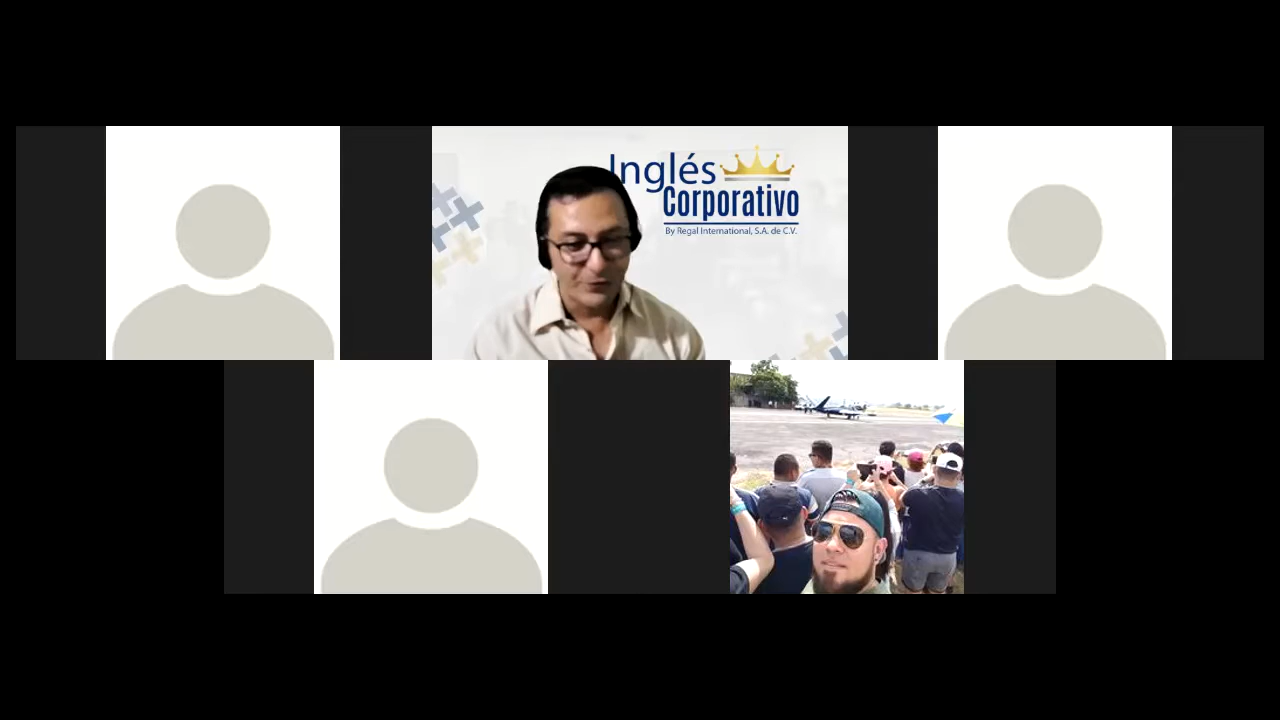 Inglés
Corporativo
By Regal International, S.A. de C.V.